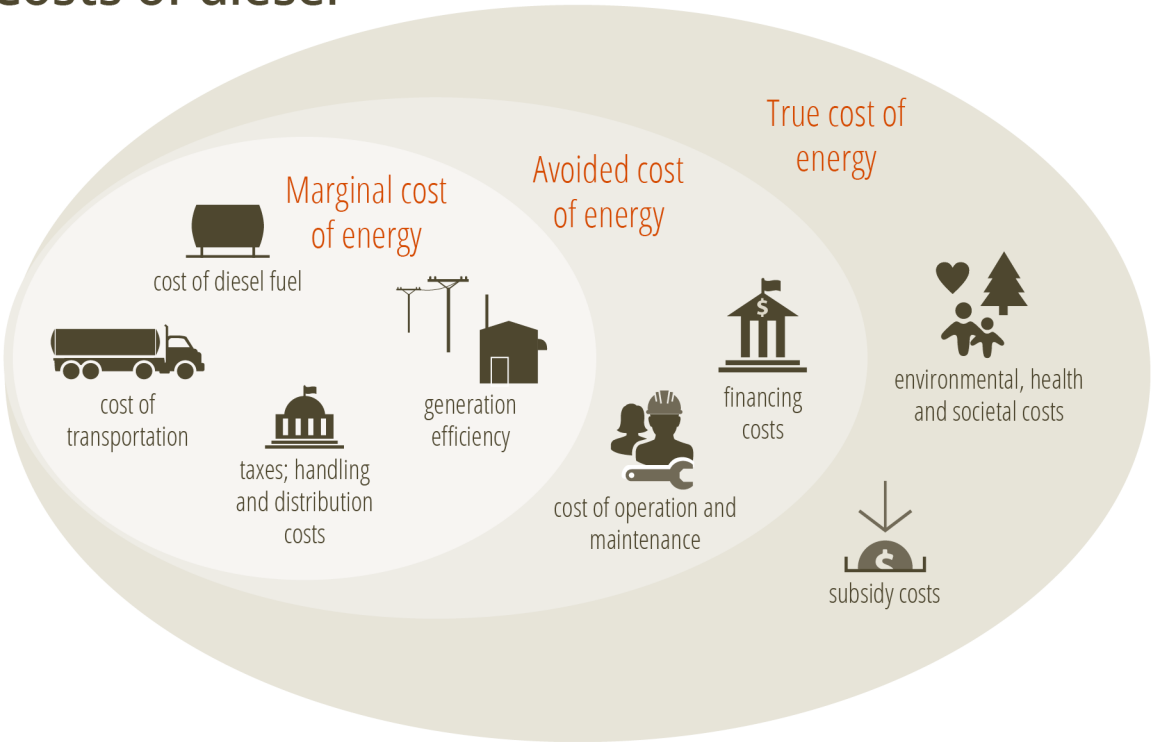 Costs of diesel
True cost of
energy
Avoided cost
of energy
Marginal cost
of energy
cost of diesel fuel
cost of
transportation
taxes; handling
and distribution
costs
generation
efficiency
$
financing
costs
cost of operation and
maintenance
environmental, health
and societal costs
$
subsidy costs